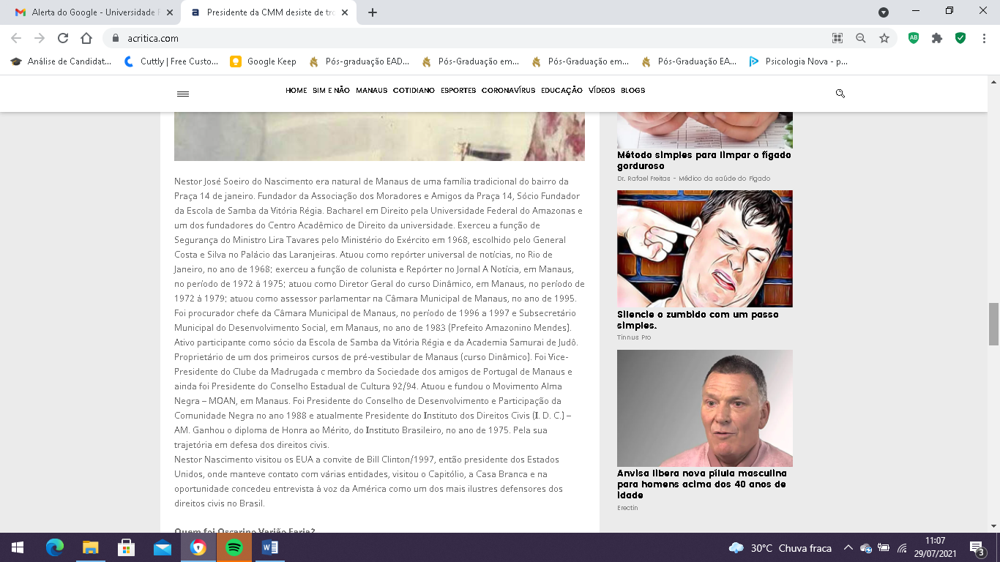 Alerta do Google - Universidade F
Presidente da CMM desiste de tro
acritica.com
Análise de Candidat...
Cuttly | Free Custo...
Google Keep
Pós-graduação EAD...
Pós-Graduação em...
Pós-Graduação em...
Pós-Graduação EA...
Psicologia Nova - p...
HOME SIM E NÃO MANAUS COTIDIANO ESPORTES CORONAVÍRUS EDUCAÇÃO VÍDEOS BLOGS
Nestor José Soeiro do Nascimento era natural de Manaus de uma família tradicional do bairro da
Praça 14 de janeiro. Fundador da Associação dos Moradores e Amigos da Praça 14, Sócio Fundador
da Escola de Samba da Vitória Régia. Bacharel em Direito pela Universidade Federal do Amazonas e
um dos fundadores do Centro Acadêmico de Direito da universidade. Exerceu a função de
Segurança do Ministro Lira Tavares pelo Ministério do Exército em 1968, escolhido pelo General
Costa e Silva no Palácio das Laranjeiras. Atuou como repórter universal de notícias, no Rio de
Janeiro, no ano de 1968; exerceu a função de colunista e Repórter no Jornal A Notícia, em Manaus,
no período de 1972 à 1975; atuou como Diretor Geral do curso Dinâmico, em Manaus, no período de
1972 à 1979; atuou como assessor parlamentar na Câmara Municipal de Manaus, no ano de 1995.
Foi procurador chefe da Câmara Municipal de Manaus, no período de 1996 a 1997 e Subsecretário
Municipal do Desenvolvimento Social, em Manaus, no ano de 1983 (Prefeito Amazonino Mendes).
Ativo participante como sócio da Escola de Samba da Vitória Régia e da Academia Samurai de Judô.
Proprietário de um dos primeiros cursos de pré-vestibular de Manaus (curso Dinâmico). Foi Vice-
Presidente do Clube da Madrugada c membro da Sociedade dos amigos de Portugal de Manaus e
ainda foi Presidente do Conselho Estadual de Cultura 92/94. Atuou e fundou o Movimento Alma
Negra – MOAN, em Manaus. Foi Presidente do Conselho de Desenvolvimento e Participação da
Comunidade Negra no ano 1988 e atualmente Presidente do Instituto dos Direitos Civis (I. D. C.) –
AM. Ganhou o diploma de Honra ao Mérito, do Instituto Brasileiro, no ano de 1975. Pela sua
trajetória em defesa dos direitos civis.
Nestor Nascimento visitou os EUA a convite de Bill Clinton/1997, então presidente dos Estados
Unidos, onde manteve contato com várias entidades, visitou o Capitólio, a Casa Branca e na
oportunidade concedeu entrevista à voz da América como um dos mais ilustres defensores dos
direitos civis no Brasil.
Quem foi Oscarino Varjão Faria?
Método simples para limpar o fígado
gorduroso
Dr. Rafael Freitas - Médico da saúde do Fígado
Silencie o zumbido com um passo
simples.
Tinnus Pro
Anvisa libera nova pílula masculina
para homens acima dos 40 anos de
idade
Erectin
30°C Chuva fraca
11:07
29/07/2021
3